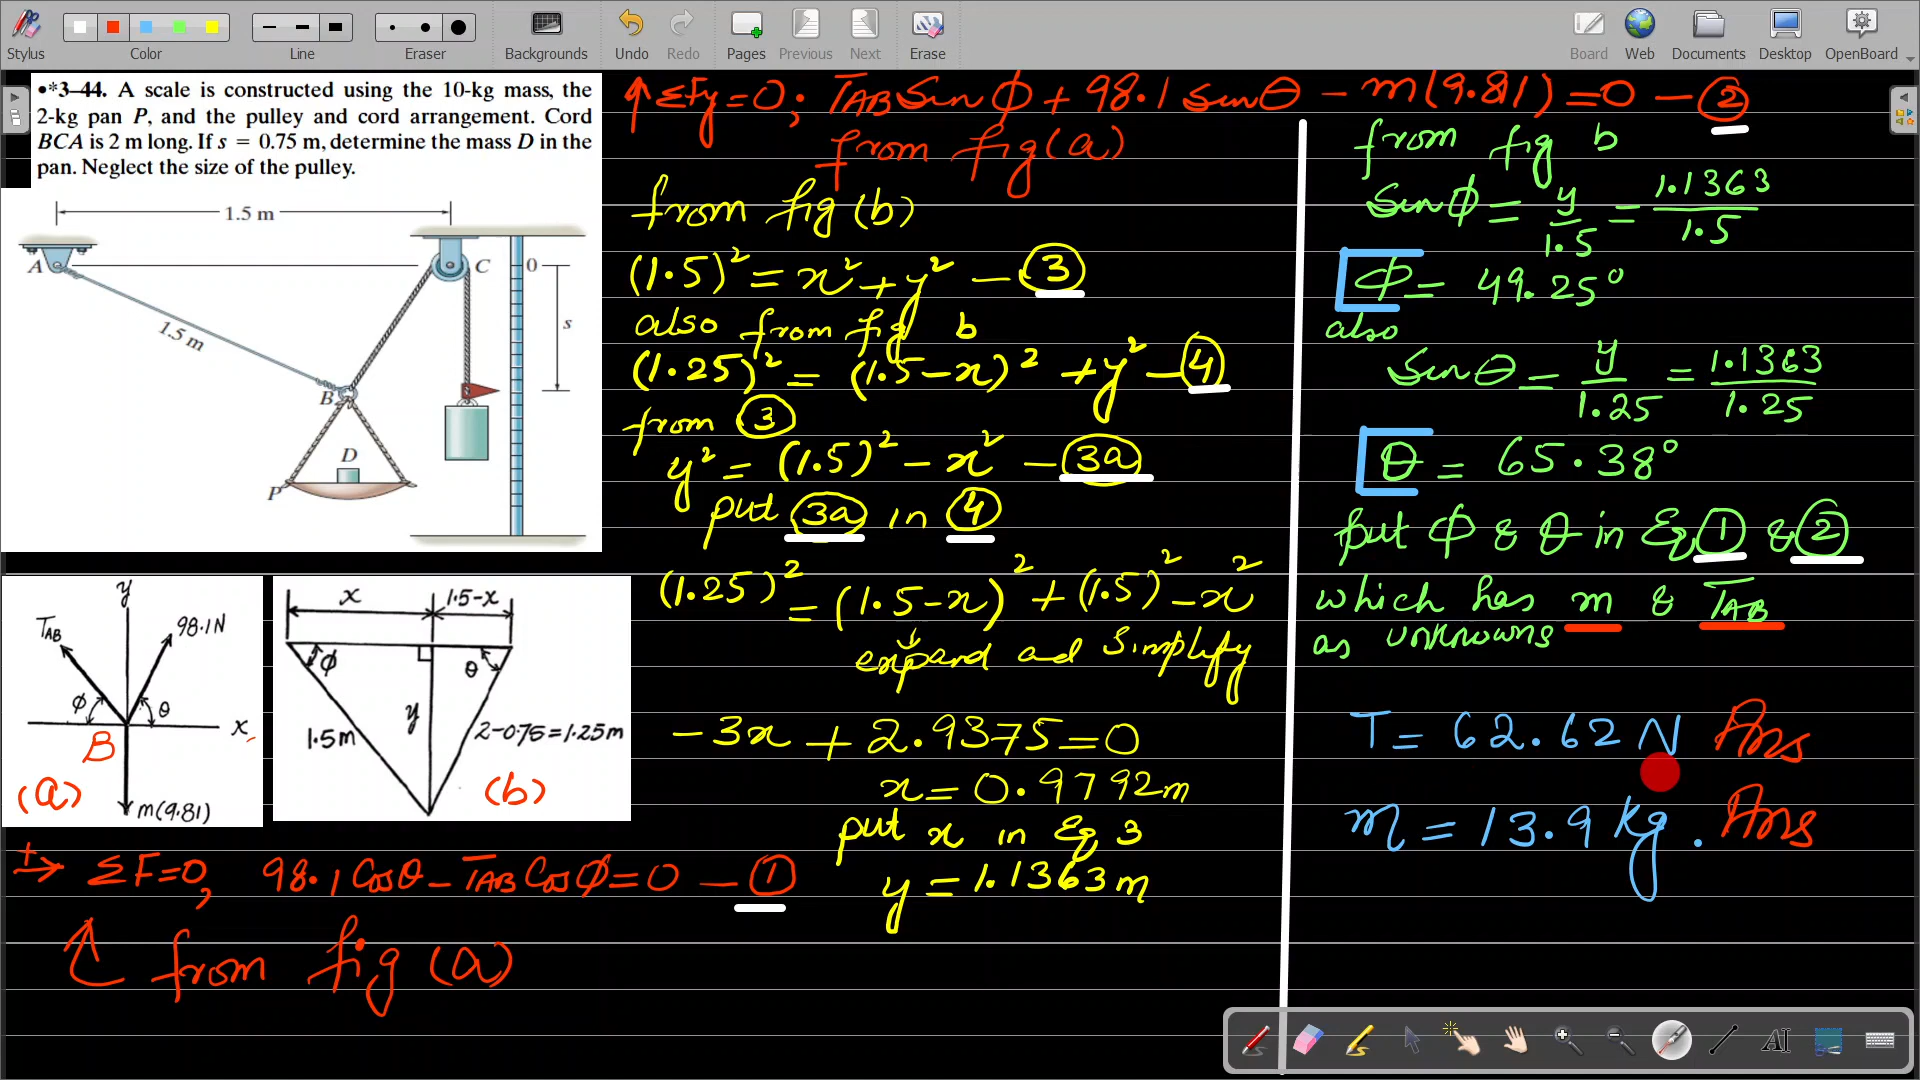 Stylus
Color
Line
Eraser
Backgrounds
Undo
Redo
Pages
Previous
Next
Erase
Board
Web
Documents
Desktop
OpenBoard
•*3–44. A scale is constructed using the 10-kg mass, the
2-kg pan P, and the pulley and cord arrangement. Cord
BCA is 2 m long. If s = 0.75 m, determine the mass D in the
pan. Neglect the size of the pulley.
1.5 m
A
C
0
s
1.5 m
B
D
P
y
TAB
98.1N
ϕ
θ
x
B
(a)
m(9.81)
x
1.5-x
ϕ
θ
y
1.5m
2-0.75=1.25m
(b)
+→ ΣF=0, 98.1 Cosθ - TAB Cosϕ = 0 - ①
from fig (a)
↑ΣFy=0; TAB Sinϕ + 98.1 sinθ - m(9.81) = 0 - ②
from fig(a)
from fig (b)
(1.5)² = x² + y² - ③
also from fig b
(1.25)² = (1.5-x)² + y² - ④
from ③
y² = (1.5)² - x² - 3a
put 3a in ④
(1.25)² = (1.5-x)² + (1.5)² - x²
expand and Simplify
-3x + 2.9375 = 0
x = 0.9792m
put x in Eq 3
y = 1.1363m
from fig b
Sinϕ = y/1.5 = 1.1363/1.5
ϕ = 49.25°
also
Sinθ = y/1.25 = 1.1363/1.25
θ = 65.38°
put ϕ & θ in Eq ① & ②
which has m & TAB
as unknowns
T = 62.62 N Ans
m = 13.9 kg. Ans
AI